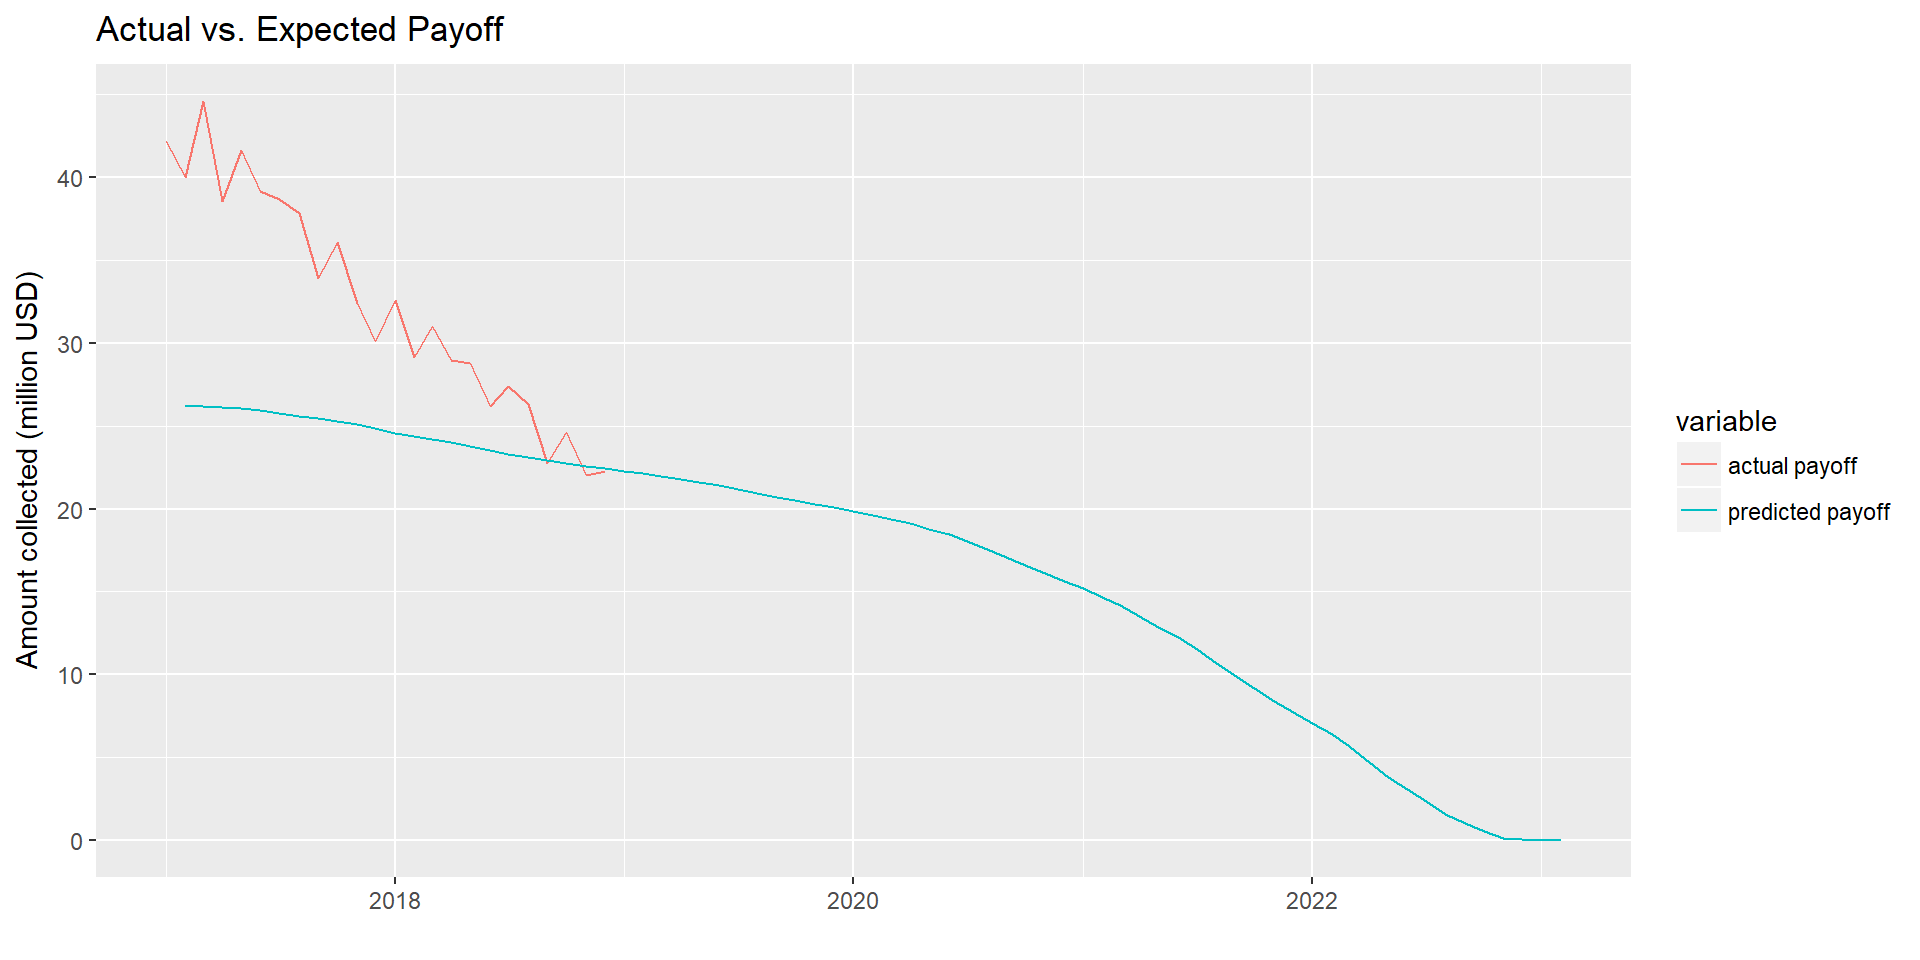 Actual vs. Expected Payoff
Amount collected (million USD)
40
30
20
10
0
2018
2020
2022
variable
actual payoff
predicted payoff